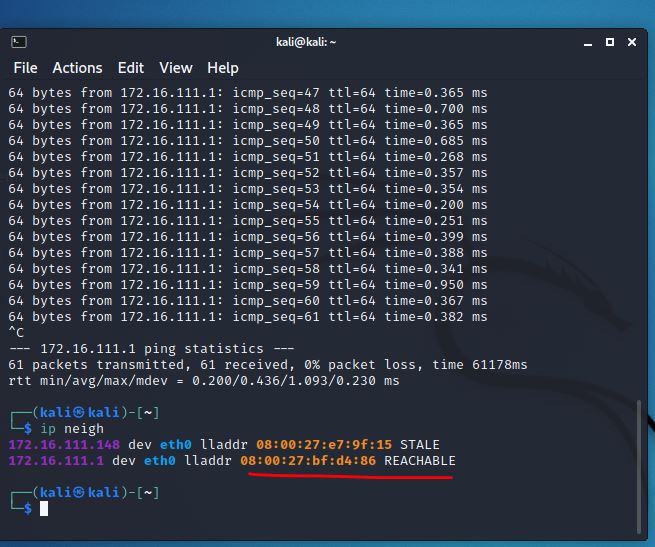 kali@kali: ~
File Actions Edit View Help
64 bytes from 172.16.111.1: icmp_seq=47 ttl=64 time=0.365 ms
64 bytes from 172.16.111.1: icmp_seq=48 ttl=64 time=0.700 ms
64 bytes from 172.16.111.1: icmp_seq=49 ttl=64 time=0.365 ms
64 bytes from 172.16.111.1: icmp_seq=50 ttl=64 time=0.685 ms
64 bytes from 172.16.111.1: icmp_seq=51 ttl=64 time=0.268 ms
64 bytes from 172.16.111.1: icmp_seq=52 ttl=64 time=0.357 ms
64 bytes from 172.16.111.1: icmp_seq=53 ttl=64 time=0.354 ms
64 bytes from 172.16.111.1: icmp_seq=54 ttl=64 time=0.200 ms
64 bytes from 172.16.111.1: icmp_seq=55 ttl=64 time=0.251 ms
64 bytes from 172.16.111.1: icmp_seq=56 ttl=64 time=0.399 ms
64 bytes from 172.16.111.1: icmp_seq=57 ttl=64 time=0.388 ms
64 bytes from 172.16.111.1: icmp_seq=58 ttl=64 time=0.341 ms
64 bytes from 172.16.111.1: icmp_seq=59 ttl=64 time=0.950 ms
64 bytes from 172.16.111.1: icmp_seq=60 ttl=64 time=0.367 ms
64 bytes from 172.16.111.1: icmp_seq=61 ttl=64 time=0.382 ms
^C
--- 172.16.111.1 ping statistics ---
61 packets transmitted, 61 received, 0% packet loss, time 61178ms
rtt min/avg/max/mdev = 0.200/0.436/1.093/0.230 ms
┌──(kali㉿kali)-[~]
└─$ ip neigh
172.16.111.148 dev eth0 lladdr 08:00:27:e7:9f:15 STALE
172.16.111.1 dev eth0 lladdr 08:00:27:bf:d4:86 REACHABLE
┌──(kali㉿kali)-[~]
└─$